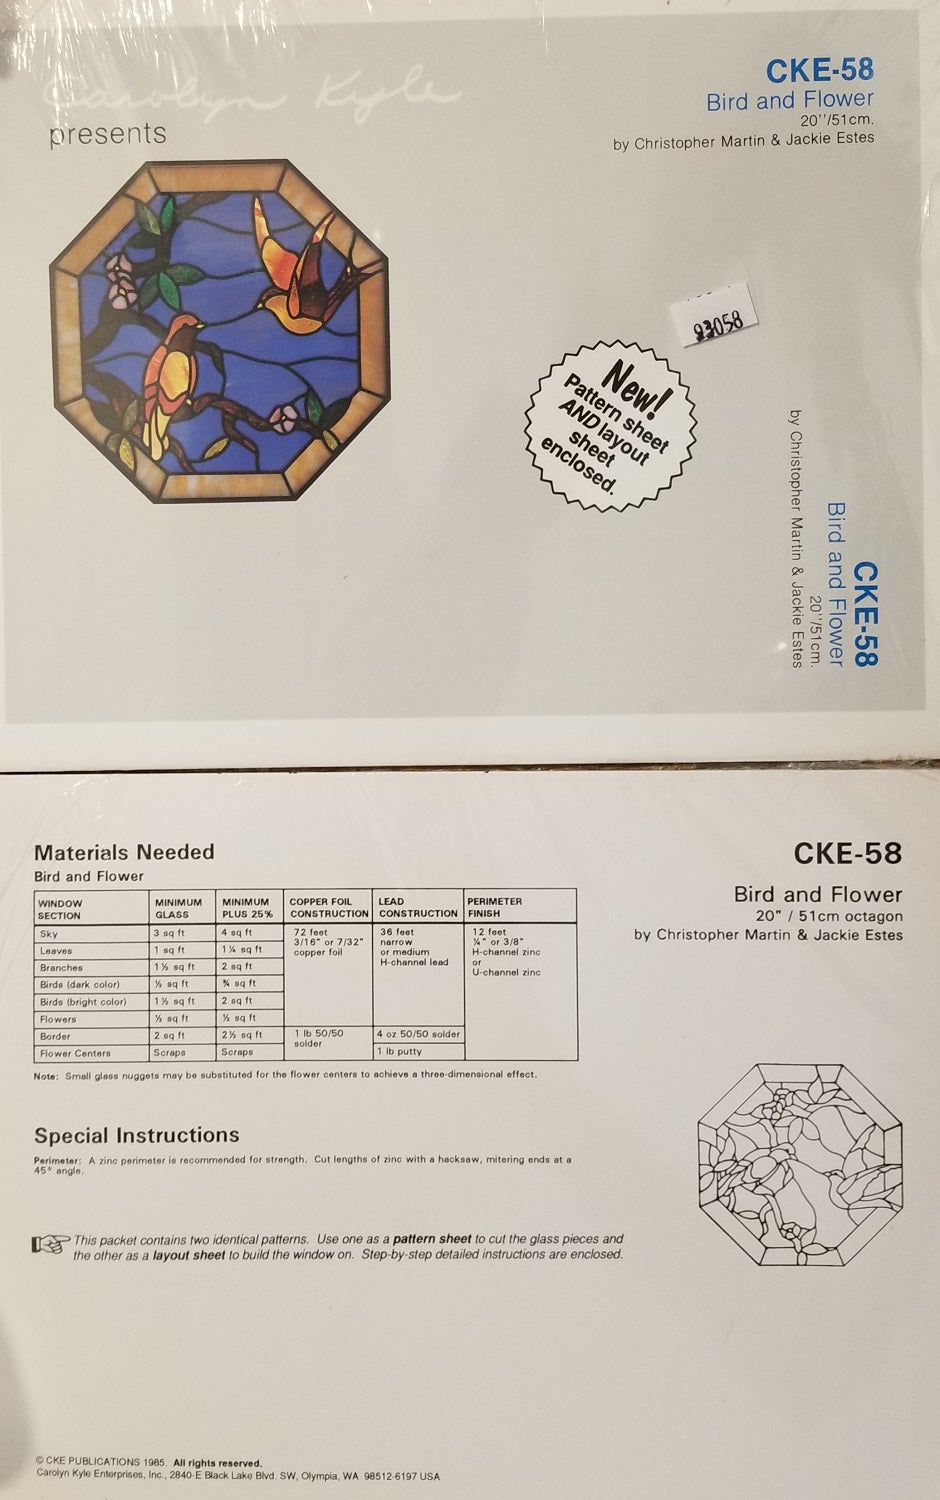 Carolyn Kyle
presents
CKE-58
Bird and Flower
20''/51cm.
by Christopher Martin & Jackie Estes
93058
New!
Pattern sheet
AND layout
sheet
enclosed.
CKE-58
Bird and Flower
20''/51cm.
by Christopher Martin & Jackie Estes
Materials Needed
Bird and Flower
WINDOW SECTION MINIMUM GLASS MINIMUM PLUS 25% COPPER FOIL CONSTRUCTION LEAD CONSTRUCTION PERIMETER FINISH
Sky 3 sq ft 4 sq ft 72 feet 36 feet 12 feet
3/16" or 7/32" narrow ¼" or 3/8"
Leaves 1 sq ft 1¼ sq ft copper foil or medium H-channel zinc
Branches 1½ sq ft 2 sq ft H-channel lead or
U-channel zinc
Birds (dark color) ½ sq ft ¾ sq ft
Birds (bright color) 1½ sq ft 2 sq ft
Flowers ½ sq ft ½ sq ft
Border 2 sq ft 2½ sq ft 1 lb 50/50 solder 4 oz 50/50 solder
Flower Centers Scraps Scraps 1 lb putty
Note: Small glass nuggets may be substituted for the flower centers to achieve a three-dimensional effect.
Special Instructions
Perimeter: A zinc perimeter is recommended for strength. Cut lengths of zinc with a hacksaw, mitering ends at a
45° angle.
This packet contains two identical patterns. Use one as a pattern sheet to cut the glass pieces and
the other as a layout sheet to build the window on. Step-by-step detailed instructions are enclosed.
CKE-58
Bird and Flower
20" / 51cm octagon
by Christopher Martin & Jackie Estes
© CKE PUBLICATIONS 1985. All rights reserved.
Carolyn Kyle Enterprises, Inc., 2840-E Black Lake Blvd. SW, Olympia, WA 98512-6197 USA